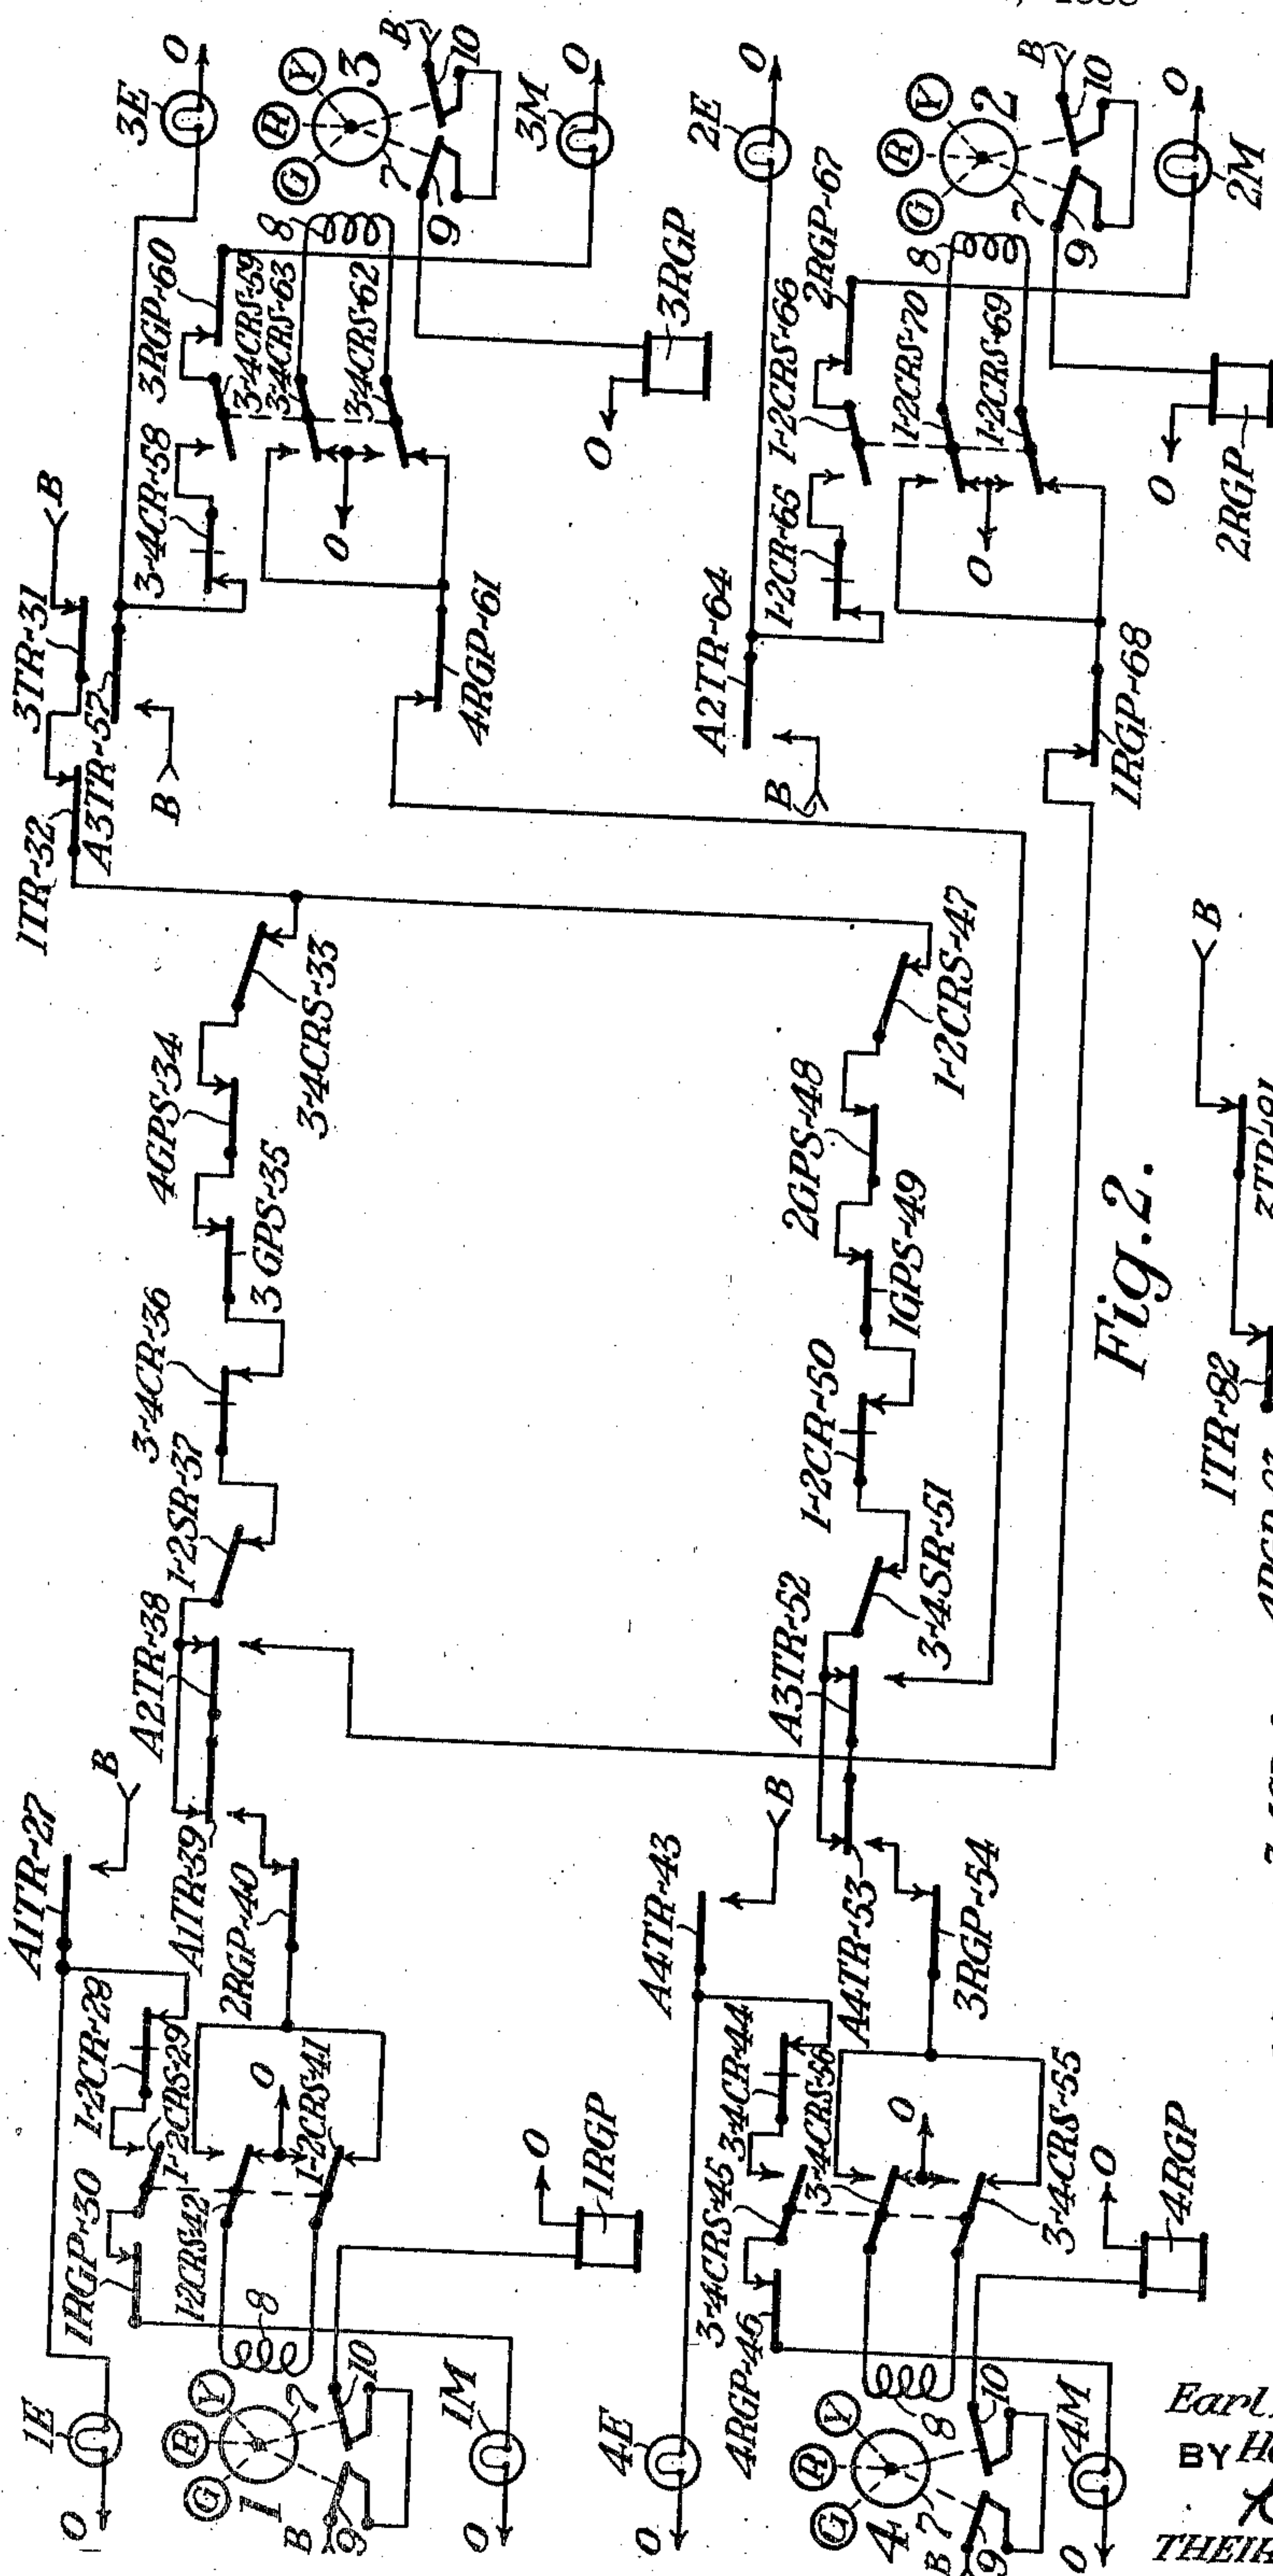 3E
O
G
R
Y
3
B
10
7
9
8
3M
O
3RGP
O
3RGP-60
3-4CRS-59
3-4CRS-63
3-4CRS-62
3-4CR-58
O
3TR-31
B
1TR-32
A3TR-57
B
4RGP-61
2E
O
G
R
Y
2
B
10
7
9
8
2M
O
2RGP
O
2RGP-67
1-2CRS-66
1-2CRS-70
1-2CRS-69
1-2CR-65
O
A2TR-64
B
1RGP-68
3-4CRS-33
4GPS-34
3GPS-35
3-4CR-36
1-2SR-37
A2TR-38
1-2CRS-47
2GPS-48
1GPS-49
1-2CR-50
3-4SR-51
A3TR-52
A1TR-27
B
A1TR-39
2RGP-40
1-2CR-28
1-2CRS-29
1RGP-30
1-2CRS-42
1-2CRS-41
O
1E
O
G
R
Y
1
7
8
B
9
10
1M
O
1RGP
O
A4TR-43
B
A4TR-53
3RGP-54
3-4CR-44
3-4CRS-45
4RGP-46
3-4CRS-56
3-4CRS-55
O
4E
O
G
R
Y
4
7
8
B
9
10
4M
O
4RGP
O
Fig. 2.
B
1TR-82
Earl
BY
THEIR